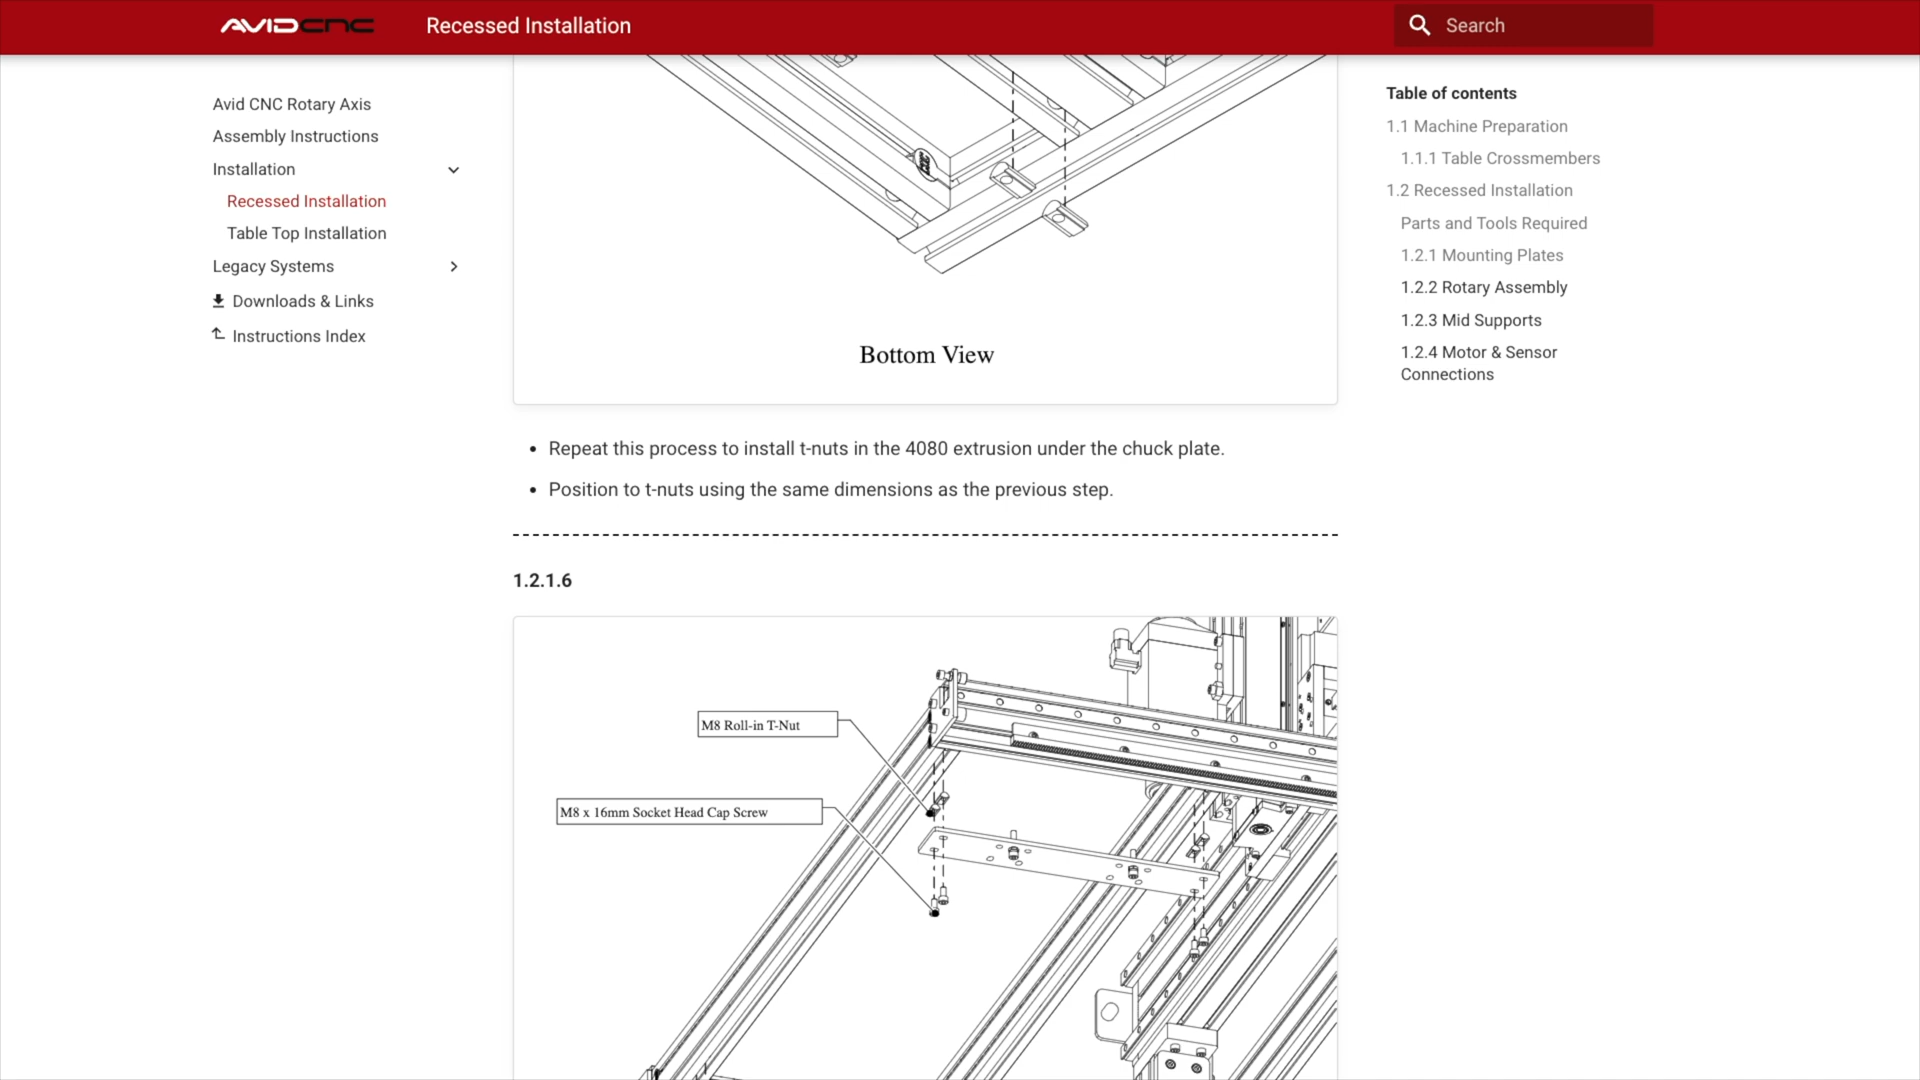 AVIDCNC
Recessed Installation
Search
Avid CNC Rotary Axis
Assembly Instructions
Installation
Recessed Installation
Table Top Installation
Legacy Systems
Downloads & Links
Instructions Index
Bottom View
Repeat this process to install t-nuts in the 4080 extrusion under the chuck plate.
Position to t-nuts using the same dimensions as the previous step.
1.2.1.6
M8 Roll-in T-Nut
M8 x 16mm Socket Head Cap Screw
Table of contents
1.1 Machine Preparation
1.1.1 Table Crossmembers
1.2 Recessed Installation
Parts and Tools Required
1.2.1 Mounting Plates
1.2.2 Rotary Assembly
1.2.3 Mid Supports
1.2.4 Motor & Sensor
Connections